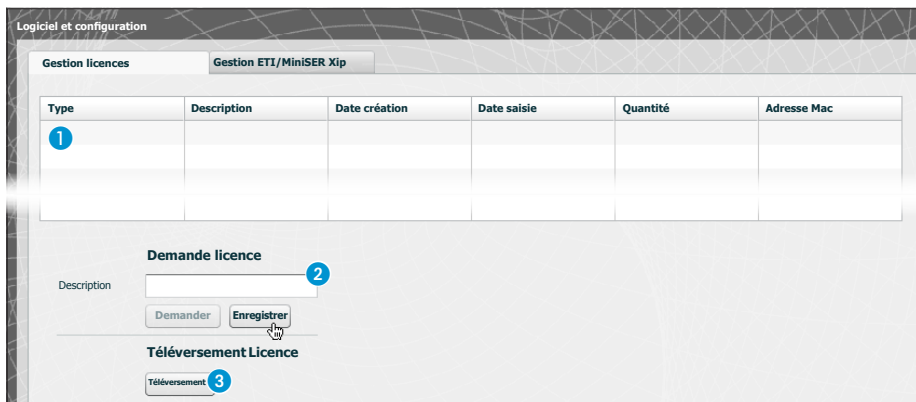 Logiciel et configuration
Gestion licences Gestion ETI/MiniSER Xip
Type Description Date création Date saisie Quantité Adresse Mac
1
Demande licence
2
Description
Demander Enregistrer
Téléversement Licence
Téléversement 3